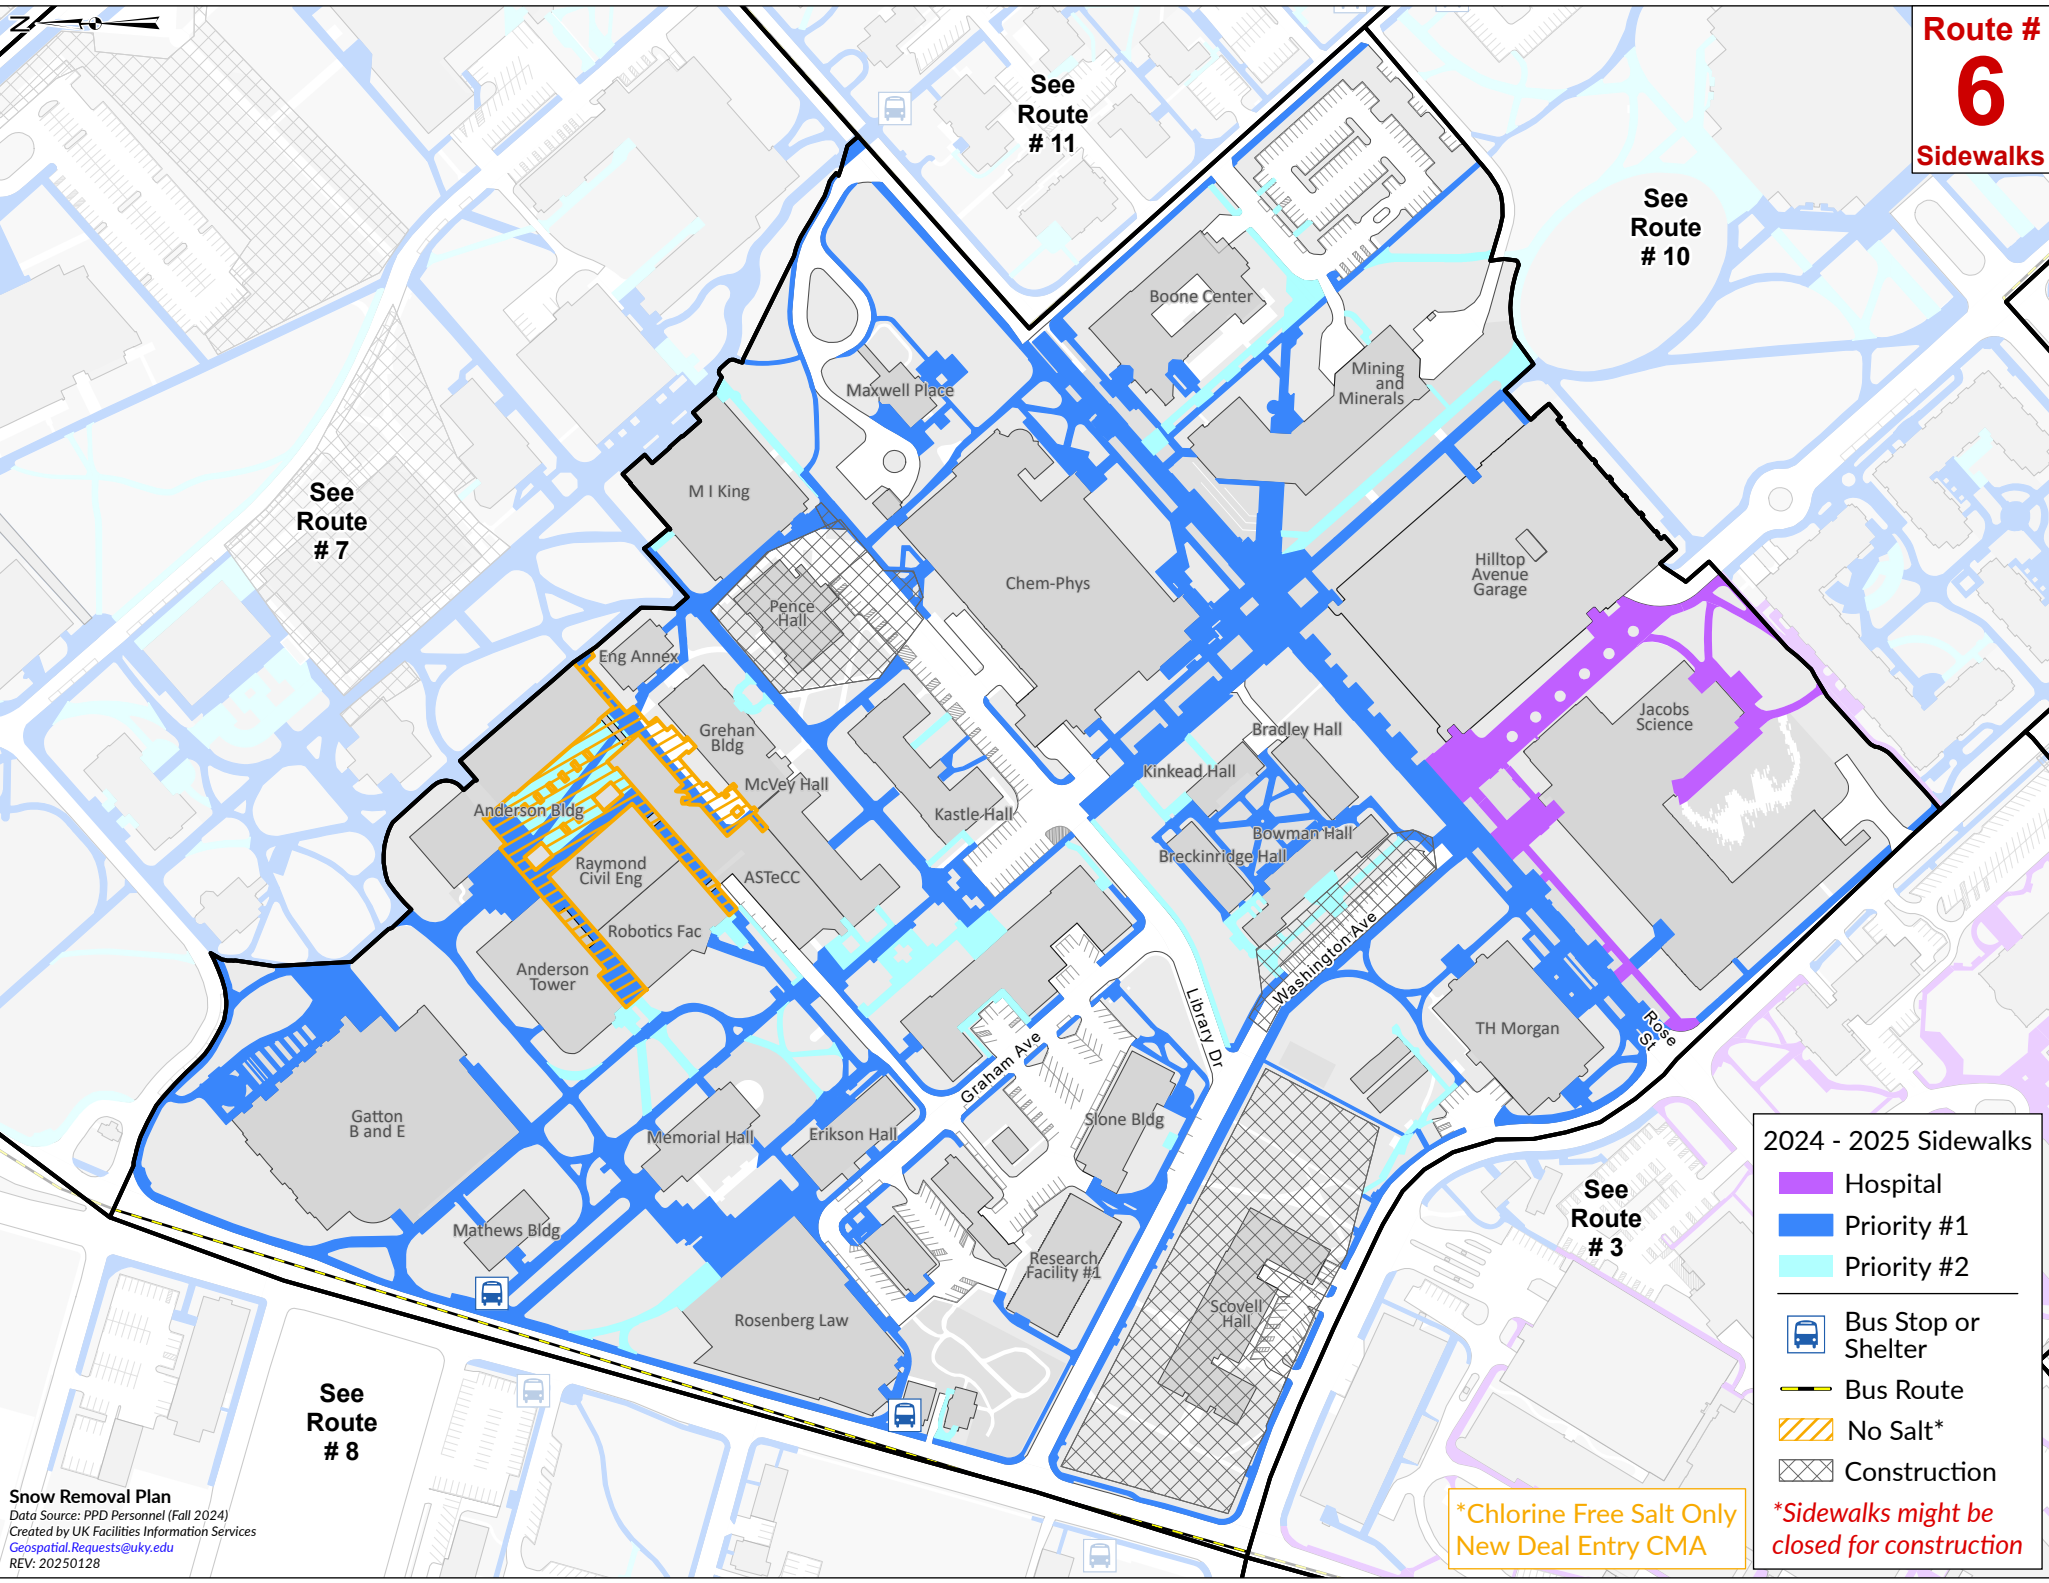 N
Route #
6
Sidewalks
See
Route
# 11
See
Route
# 10
Boone Center
Mining
and
Minerals
Maxwell Place
M I King
See
Route
# 7
Chem-Phys
Hilltop
Avenue
Garage
Pence
Hall
Eng Annex
Grehan
Bldg
Jacobs
Science
Bradley Hall
Kinkead Hall
McVey Hall
Anderson Bldg
Kastle Hall
Bowman Hall
Breckinridge Hall
Raymond
Civil Eng
ASTeCC
Robotics Fac
Anderson
Tower
Washington Ave
Library Dr
TH Morgan
Rose
St
Graham Ave
Gatton
B and E
Memorial Hall
Erikson Hall
Slone Bldg
Mathews Bldg
Research
Facility #1
Rosenberg Law
Scovell
Hall
See
Route
# 3
See
Route
# 8
2024 - 2025 Sidewalks
Hospital
Priority #1
Priority #2
Bus Stop or
Shelter
Bus Route
No Salt*
Construction
*Sidewalks might be
closed for construction
*Chlorine Free Salt Only
New Deal Entry CMA
Snow Removal Plan
Data Source: PPD Personnel (Fall 2024)
Created by UK Facilities Information Services
Geospatial.Requests@uky.edu
REV: 20250128